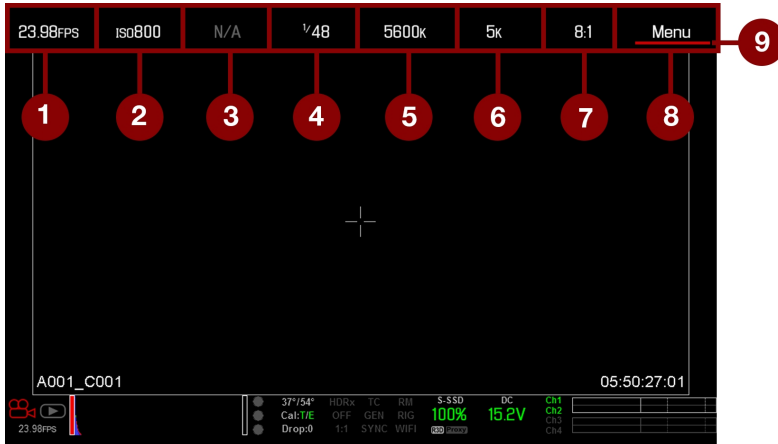 23.98FPS ISO800 N/A 1/48 5600K 5K 8:1 Menu 9
1 2 3 4 5 6 7 8
A001_C001 05:50:27:01
37°/54° HDRx TC RM S-SSD DC Ch1
Cal:T/E OFF GEN RIG 100% 15.2V Ch2
23.98FPS Drop:0 1:1 SYNC WIFI R3D Proxy Ch3
Ch4